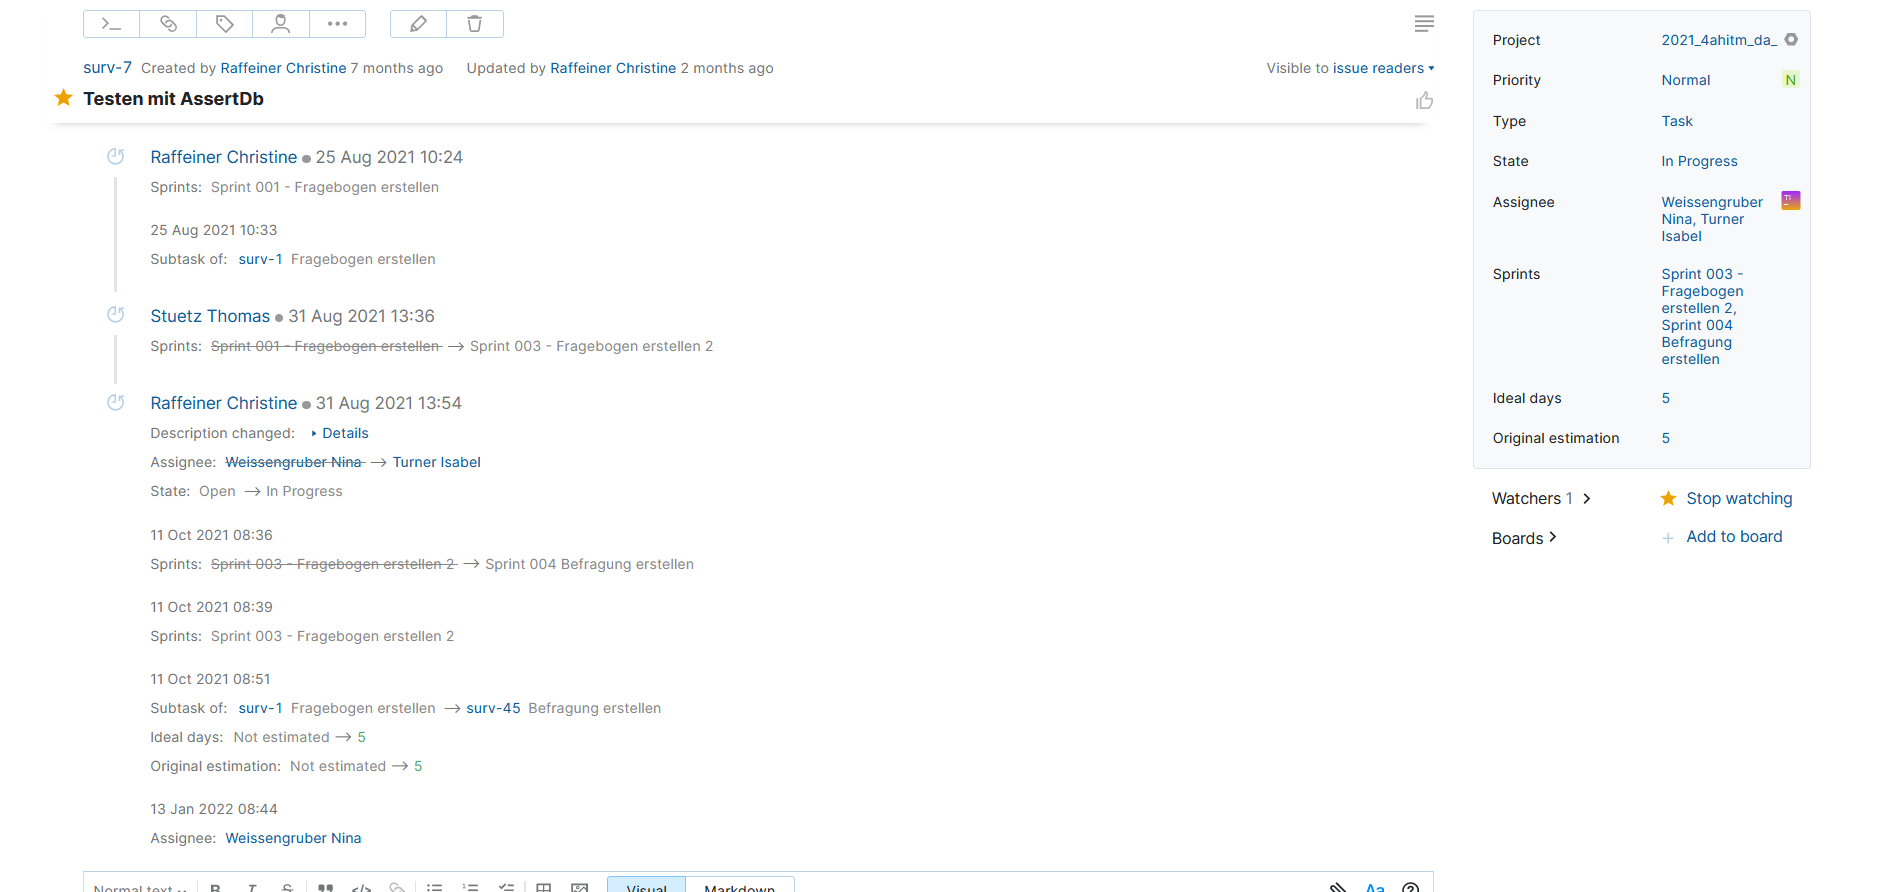 surv-7 Created by Raffeiner Christine 7 months ago Updated by Raffeiner Christine 2 months ago Visible to issue readers
Testen mit AssertDb
Raffeiner Christine ● 25 Aug 2021 10:24
Sprints: Sprint 001 - Fragebogen erstellen
25 Aug 2021 10:33
Subtask of: surv-1 Fragebogen erstellen
Stuetz Thomas ● 31 Aug 2021 13:36
Sprints: Sprint 001 - Fragebogen erstellen → Sprint 003 - Fragebogen erstellen 2
Raffeiner Christine ● 31 Aug 2021 13:54
Description changed: Details
Assignee: Weissengruber Nina → Turner Isabel
State: Open → In Progress
11 Oct 2021 08:36
Sprints: Sprint 003 - Fragebogen erstellen 2 → Sprint 004 Befragung erstellen
11 Oct 2021 08:39
Sprints: Sprint 003 - Fragebogen erstellen 2
11 Oct 2021 08:51
Subtask of: surv-1 Fragebogen erstellen → surv-45 Befragung erstellen
Ideal days: Not estimated → 5
Original estimation: Not estimated → 5
13 Jan 2022 08:44
Assignee: Weissengruber Nina
Normal text B I S Visual Markdown Aa
Project 2021_4ahitm_da_
Priority Normal N
Type Task
State In Progress
Assignee Weissengruber
Nina, Turner
Isabel
TI
Sprints Sprint 003 -
Fragebogen
erstellen 2,
Sprint 004
Befragung
erstellen
Ideal days 5
Original estimation 5
Watchers 1 Stop watching
Boards Add to board